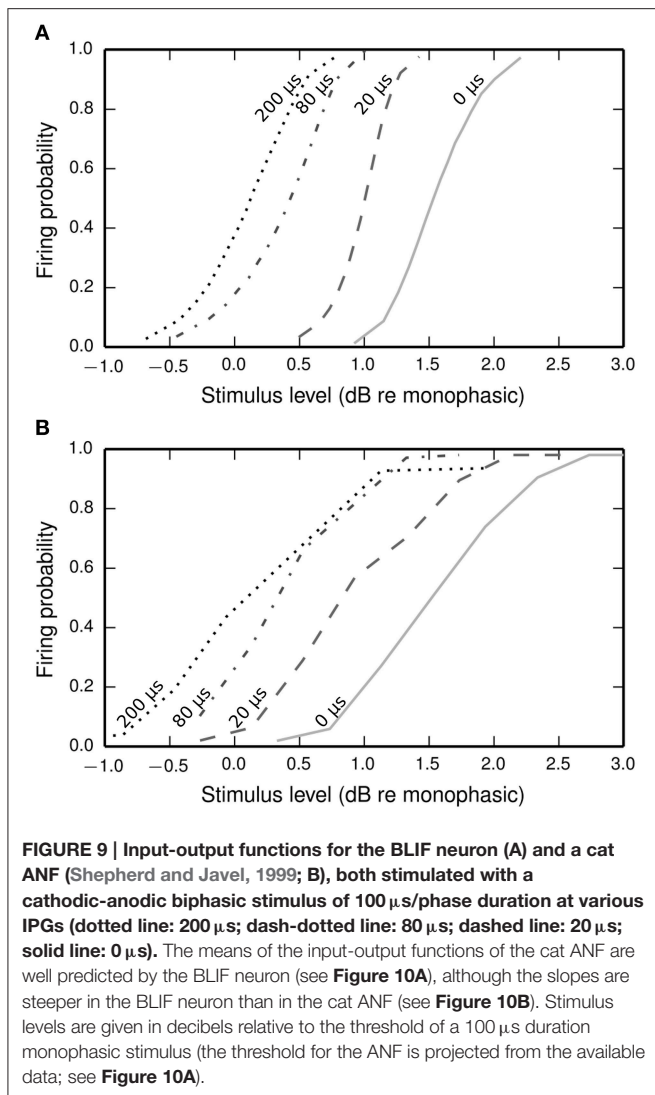 A
1.0
200 µs
80 µs
20 µs
0 µs
0.8
0.6
0.4
0.2
0.0
Firing probability
−1.0 −0.5 0.0 0.5 1.0 1.5 2.0 2.5 3.0
Stimulus level (dB re monophasic)
B
1.0
0.8
0.6
0.4
0.2
0.0
Firing probability
200 µs
80 µs
20 µs
0 µs
−1.0 −0.5 0.0 0.5 1.0 1.5 2.0 2.5 3.0
Stimulus level (dB re monophasic)
FIGURE 9 | Input-output functions for the BLIF neuron (A) and a cat
ANF (Shepherd and Javel, 1999; B), both stimulated with a
cathodic-anodic biphasic stimulus of 100 µs/phase duration at various
IPGs (dotted line: 200 µs; dash-dotted line: 80 µs; dashed line: 20 µs;
solid line: 0 µs). The means of the input-output functions of the cat ANF are
well predicted by the BLIF neuron (see Figure 10A), although the slopes are
steeper in the BLIF neuron than in the cat ANF (see Figure 10B). Stimulus
levels are given in decibels relative to the threshold of a 100 µs duration
monophasic stimulus (the threshold for the ANF is projected from the available
data; see Figure 10A).